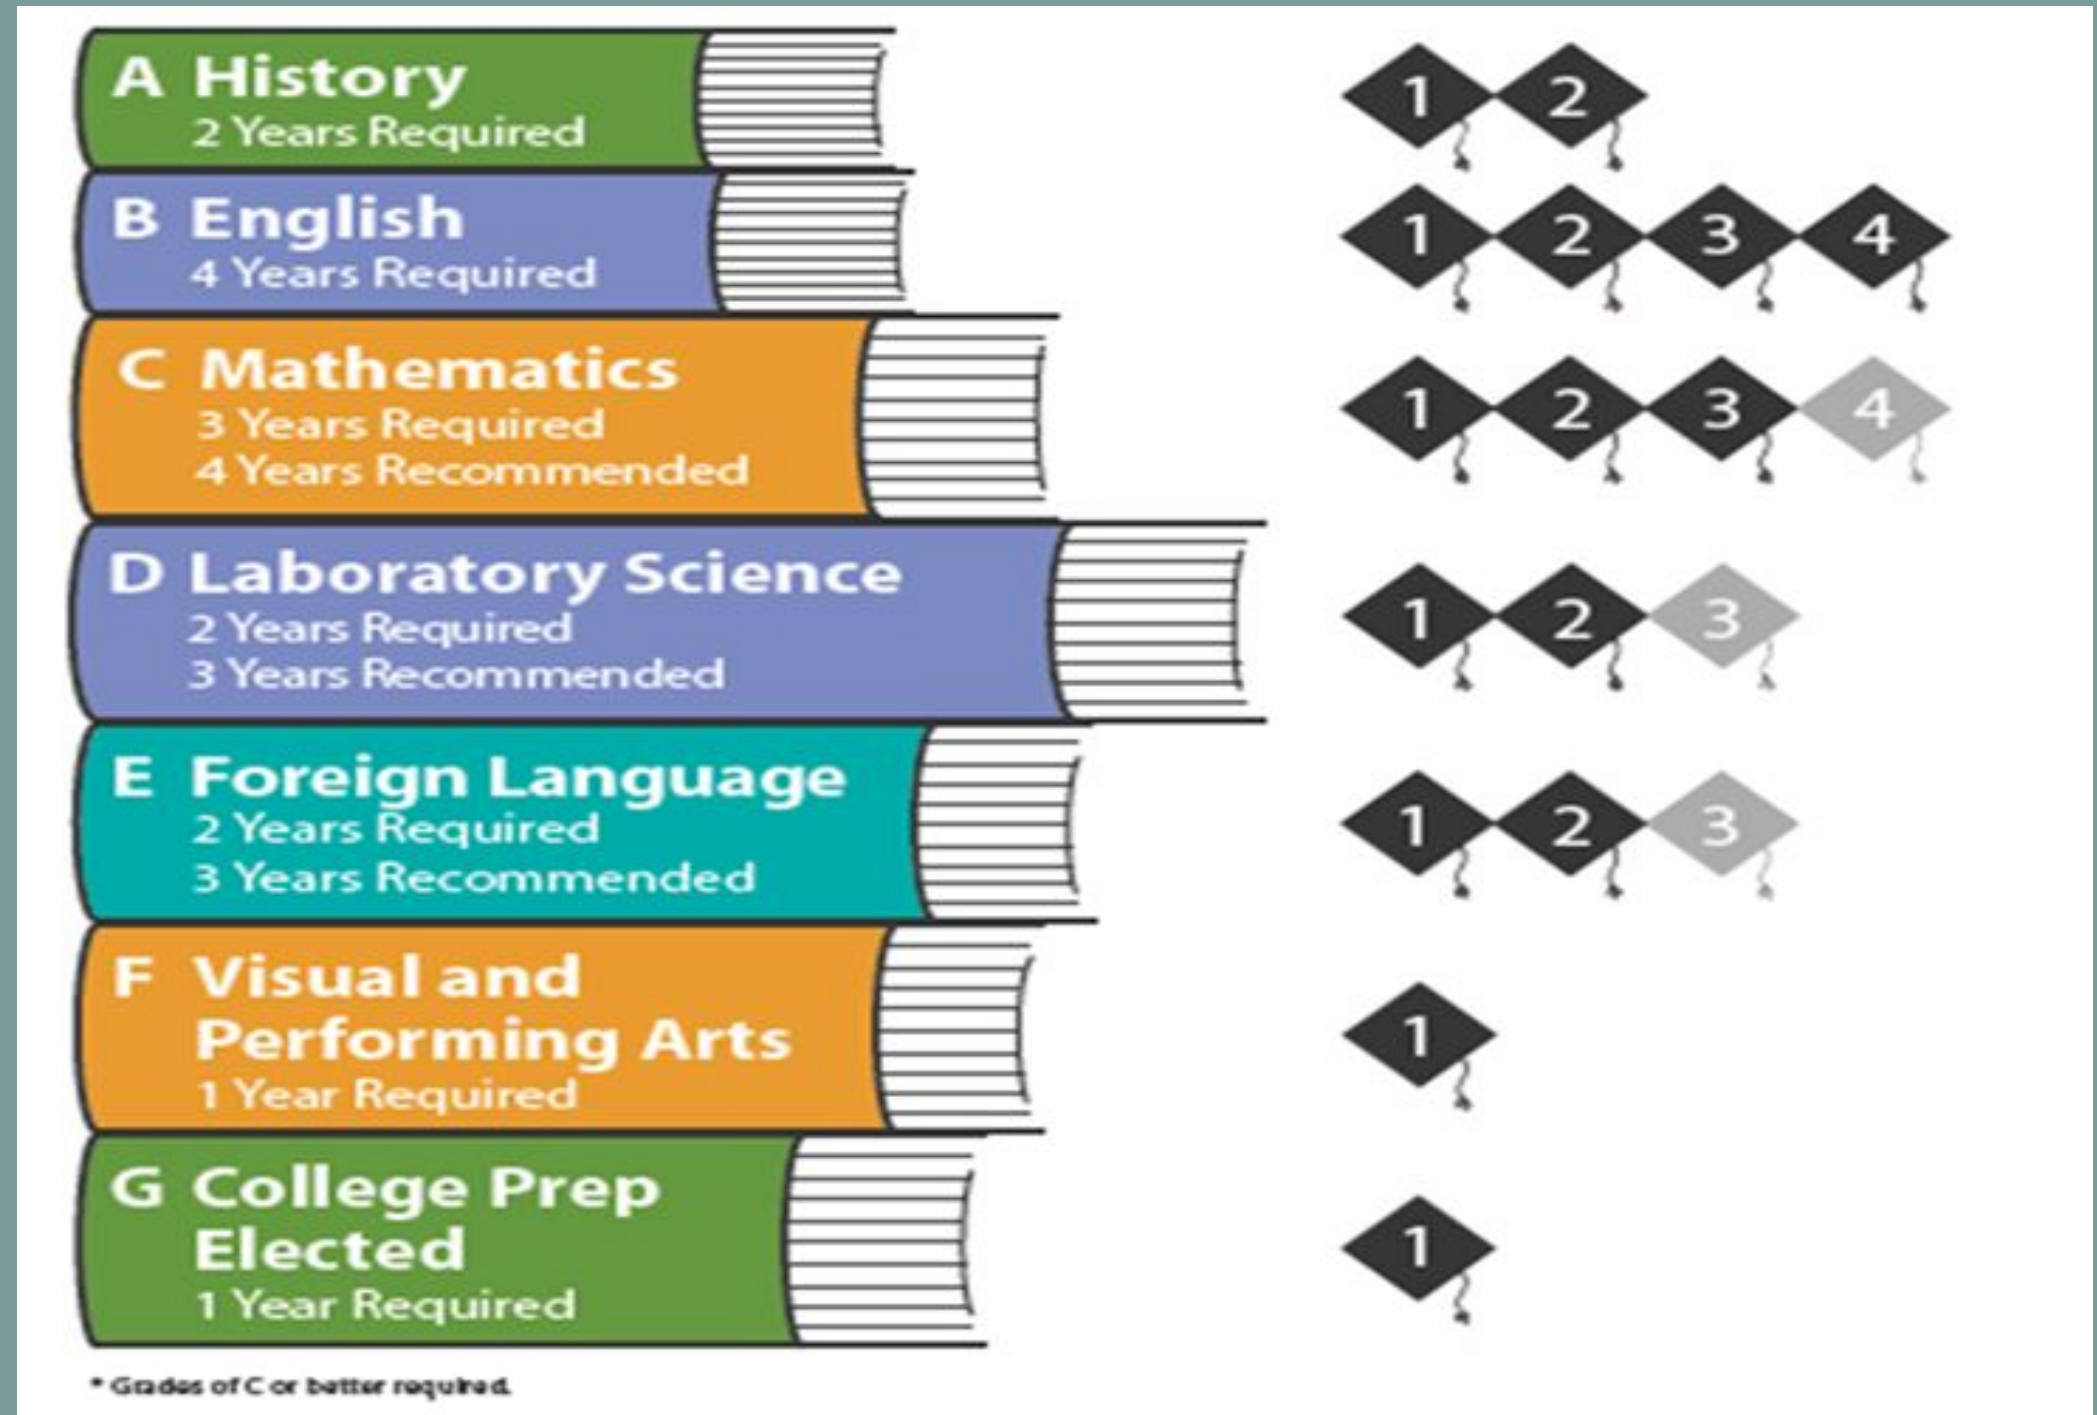 A History
2 Years Required
1 2
B English
4 Years Required
1 2 3 4
C Mathematics
3 Years Required
4 Years Recommended
1 2 3 4
D Laboratory Science
2 Years Required
3 Years Recommended
1 2 3
E Foreign Language
2 Years Required
3 Years Recommended
1 2 3
F Visual and
Performing Arts
1 Year Required
1
G College Prep
Elected
1 Year Required
1
* Grades of C or better required.